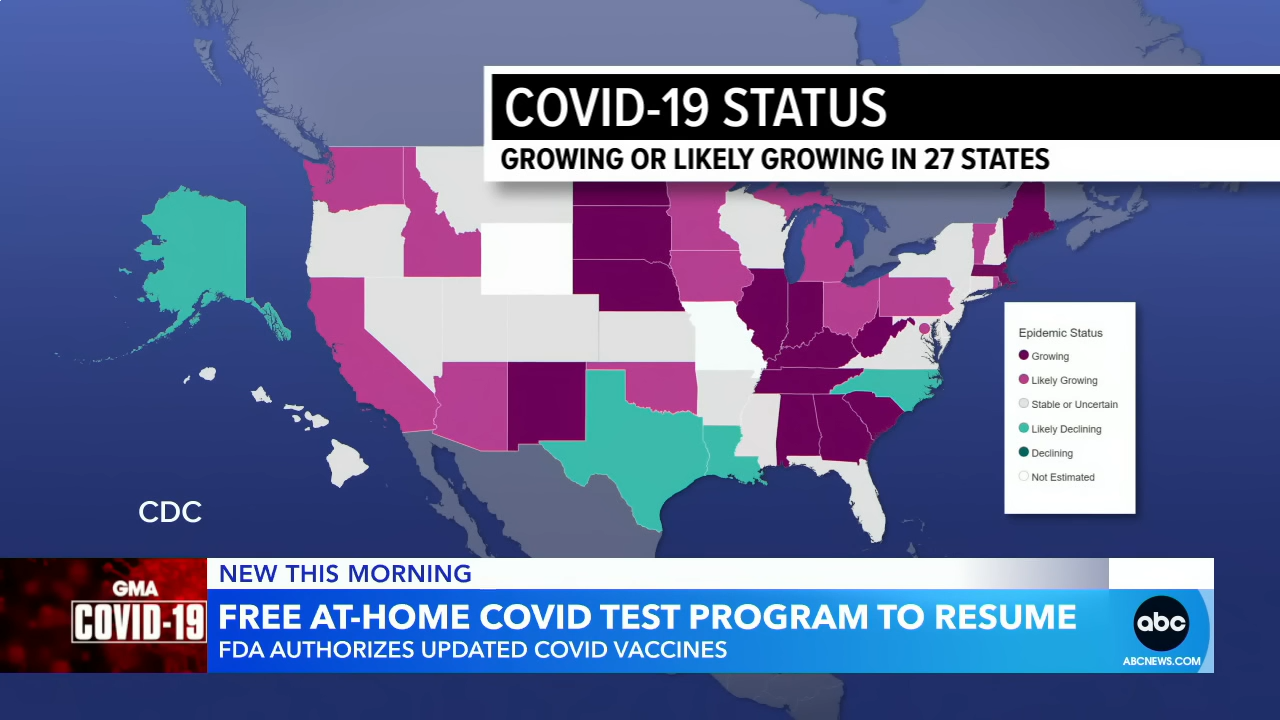 COVID-19 STATUS
GROWING OR LIKELY GROWING IN 27 STATES
Epidemic Status
Growing
Likely Growing
Stable or Uncertain
Likely Declining
Declining
Not Estimated
CDC
NEW THIS MORNING
GMA
COVID-19
FREE AT-HOME COVID TEST PROGRAM TO RESUME
FDA AUTHORIZES UPDATED COVID VACCINES
abc
ABCNEWS.COM